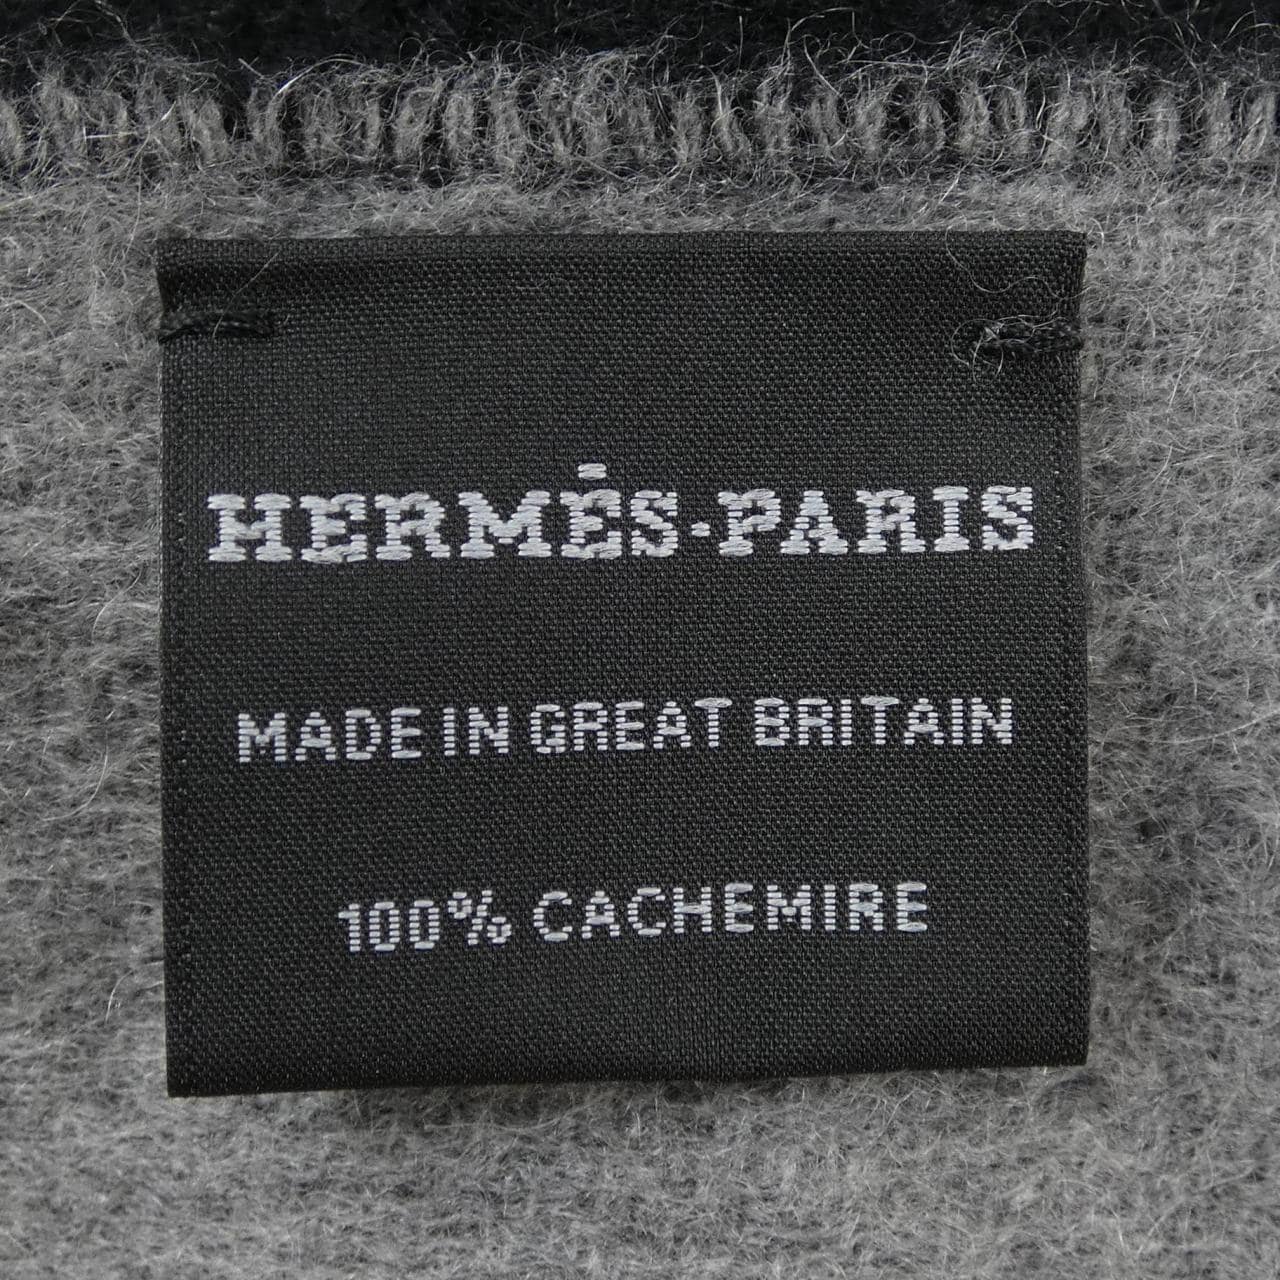 HERMÈS·PARIS
MADE IN GREAT BRITAIN
100% CACHEMIRE